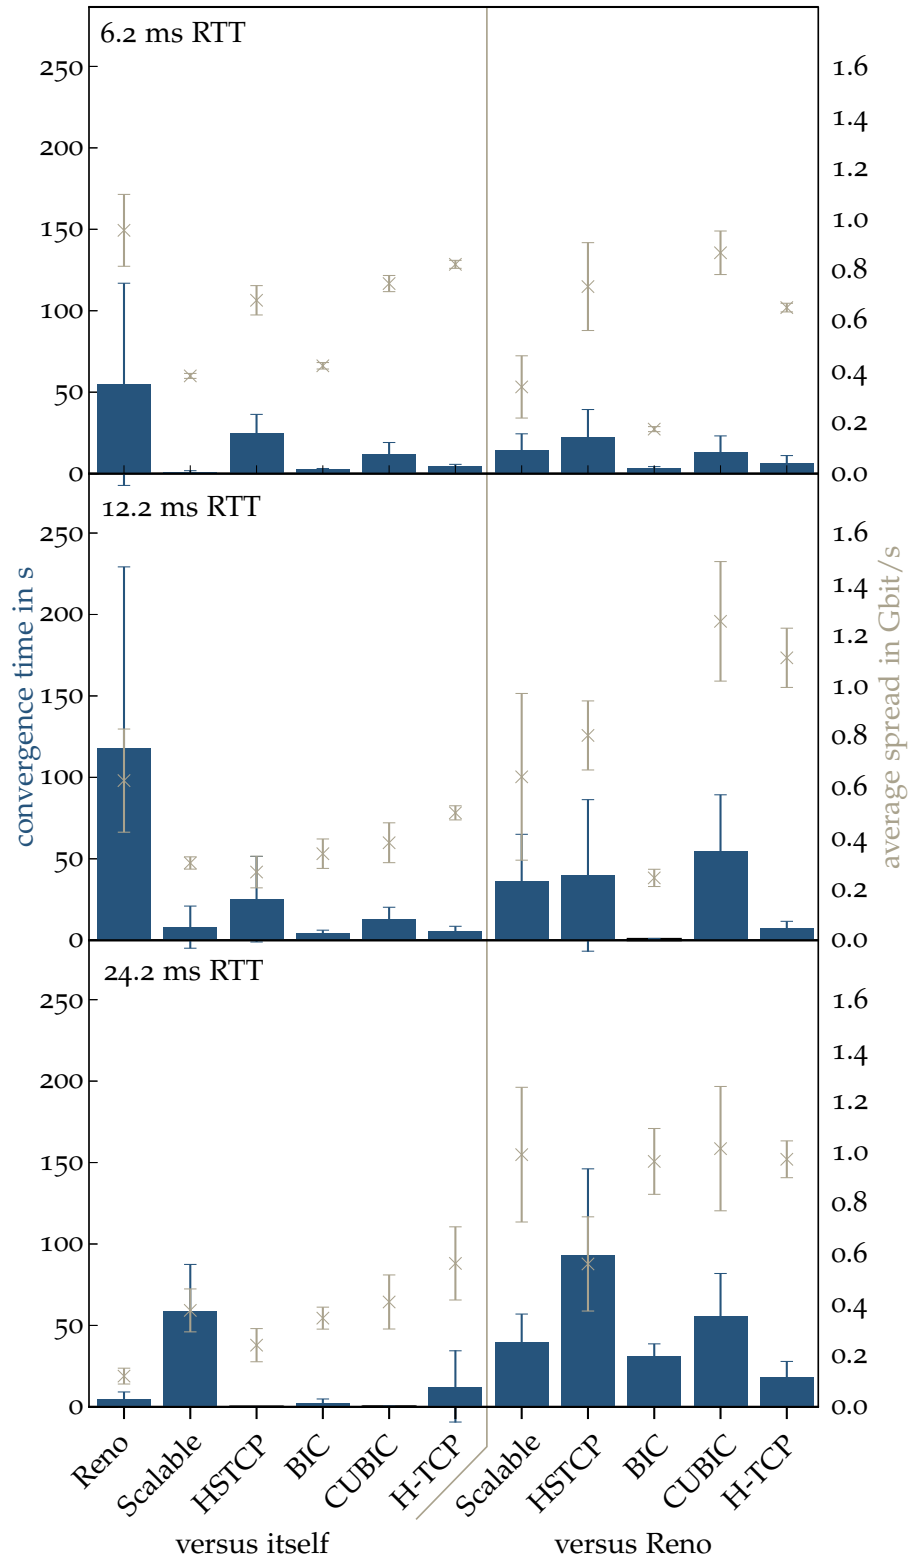 6.2 ms RTT
250
200
150
100
50
0
1.6
1.4
1.2
1.0
0.8
0.6
0.4
0.2
0.0
12.2 ms RTT
250
200
150
100
50
0
1.6
1.4
1.2
1.0
0.8
0.6
0.4
0.2
0.0
convergence time in s
average spread in Gbit/s
24.2 ms RTT
250
200
150
100
50
0
1.6
1.4
1.2
1.0
0.8
0.6
0.4
0.2
0.0
Reno
Scalable
HSTCP
BIC
CUBIC
H-TCP
Scalable
HSTCP
BIC
CUBIC
H-TCP
versus itself
versus Reno